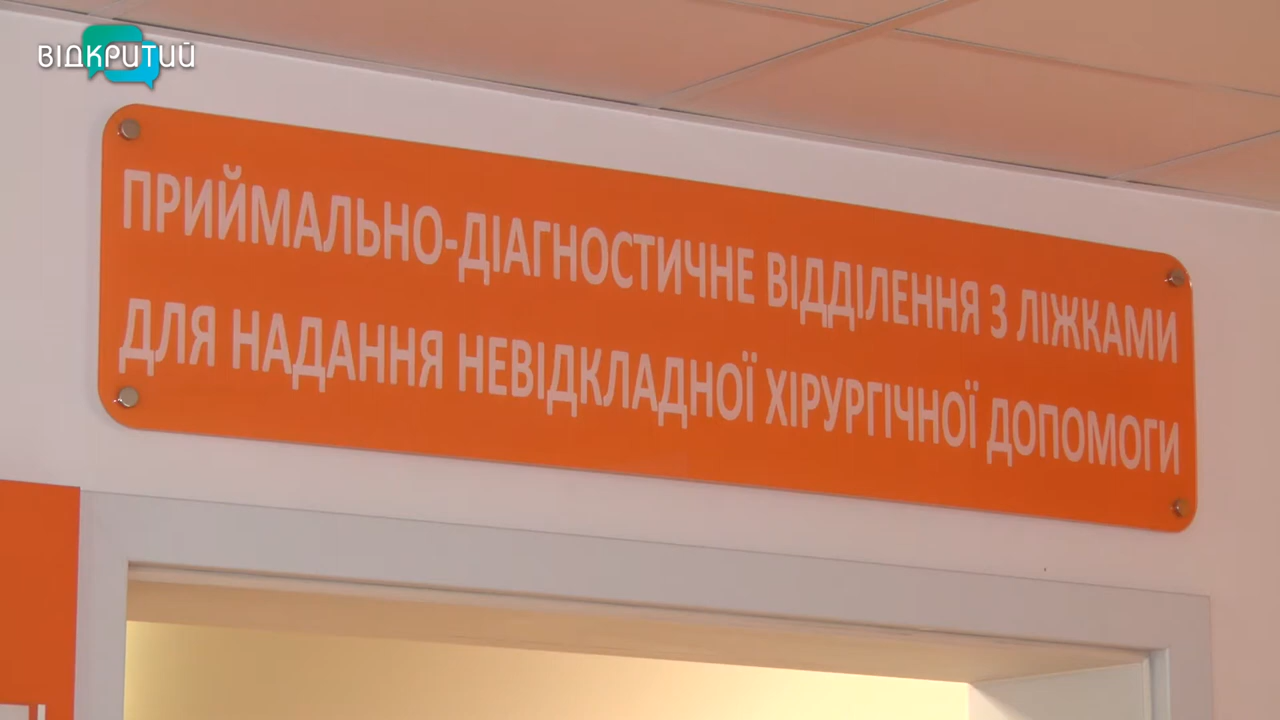 ВІДКРИТИЙ
ПРИЙМАЛЬНО-ДІАГНОСТИЧНЕ ВІДДІЛЕННЯ З ЛІЖКАМИ
ДЛЯ НАДАННЯ НЕВІДКЛАДНОЇ ХІРУРГІЧНОЇ ДОПОМОГИ